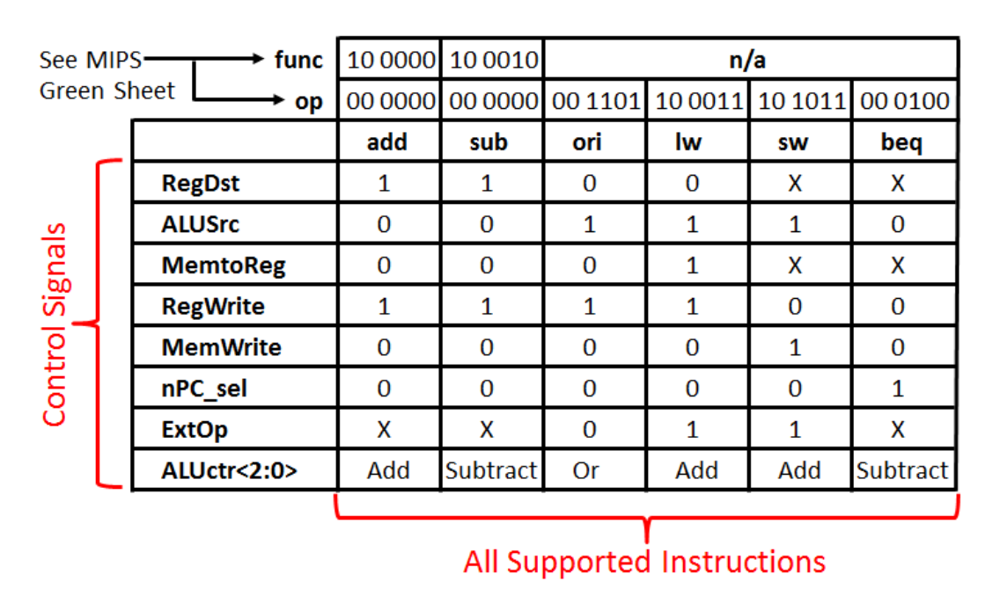 See MIPS func 10 0000 10 0010 n/a
Green Sheet op 00 0000 00 0000 00 1101 10 0011 10 1011 00 0100
add sub ori lw sw beq
RegDst 1 1 0 0 X X
ALUSrc 0 0 1 1 1 0
MemtoReg 0 0 0 1 X X
RegWrite 1 1 1 1 0 0
MemWrite 0 0 0 0 1 0
nPC_sel 0 0 0 0 0 1
ExtOp X X 0 1 1 X
ALUctr<2:0> Add Subtract Or Add Add Subtract
Control Signals
All Supported Instructions